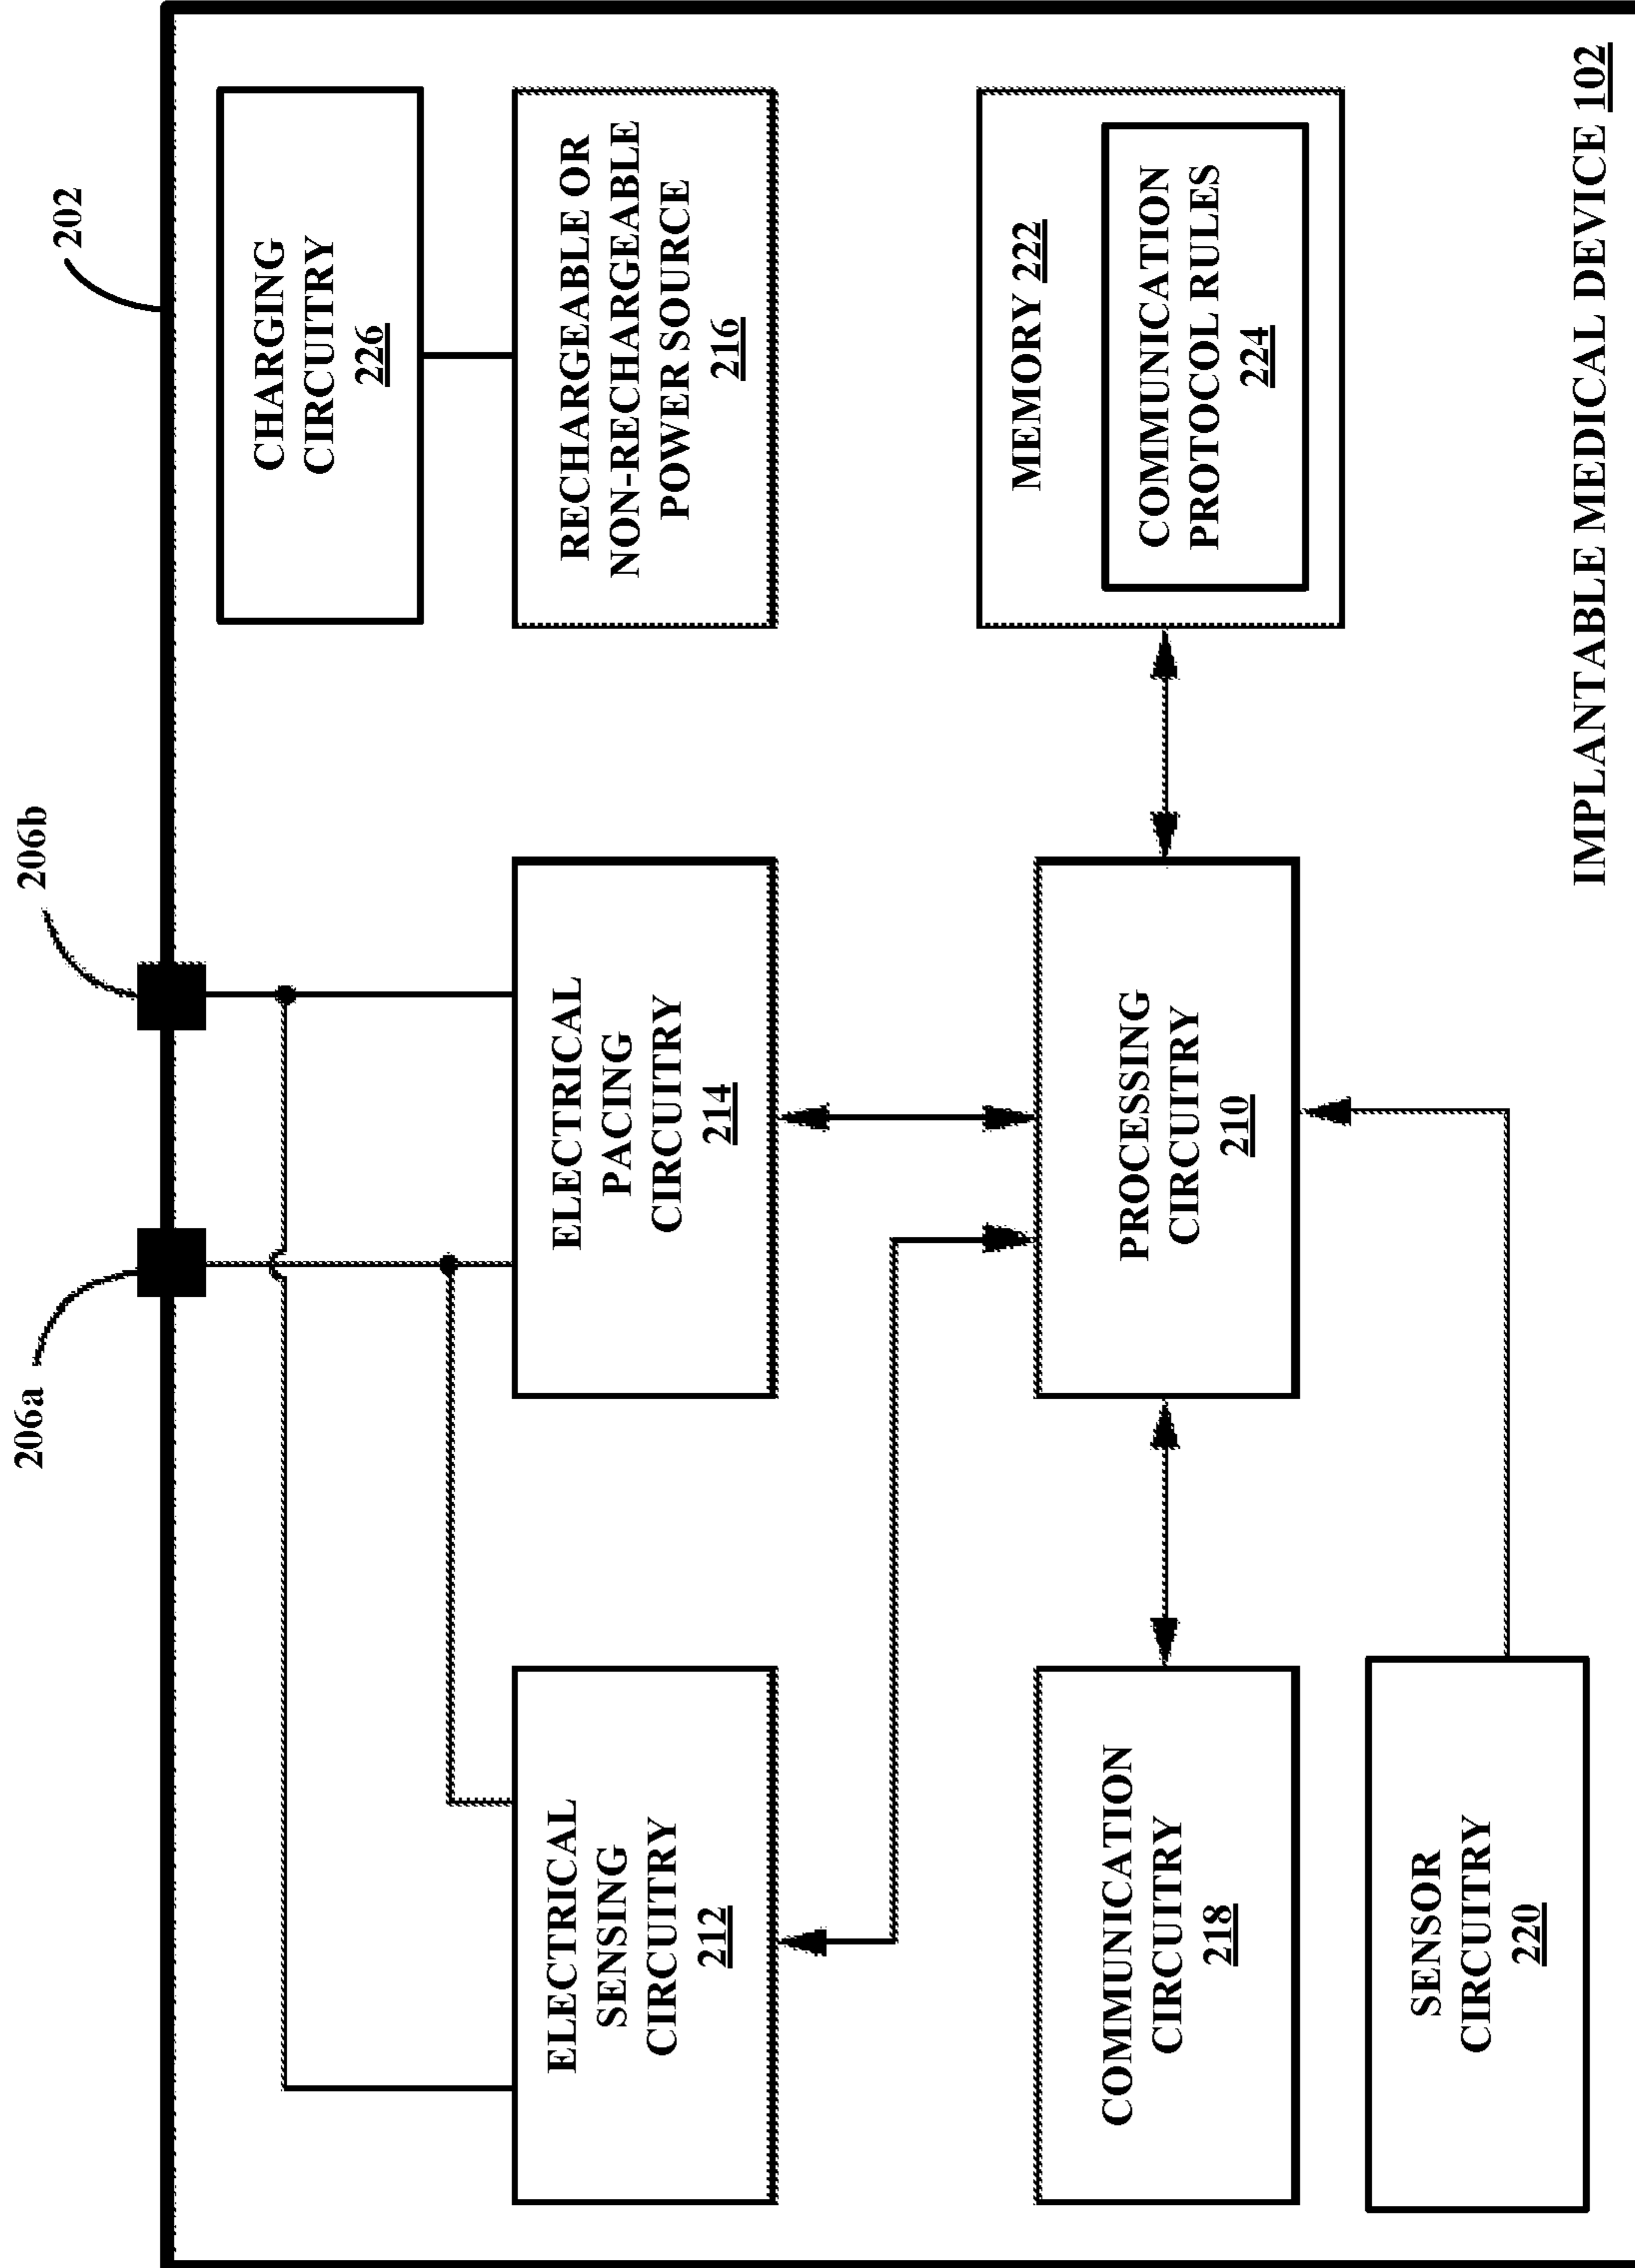 206a
206b
202
ELECTRICAL
SENSING
CIRCUITRY
212
ELECTRICAL
PACING
CIRCUITRY
214
CHARGING
CIRCUITRY
226
RECHARGEABLE OR
NON-RECHARGEABLE
POWER SOURCE
216
COMMUNICATION
CIRCUITRY
218
PROCESSING
CIRCUITRY
210
MEMORY 222
COMMUNICATION
PROTOCOL RULES
224
SENSOR
CIRCUITRY
220
IMPLANTABLE MEDICAL DEVICE 102